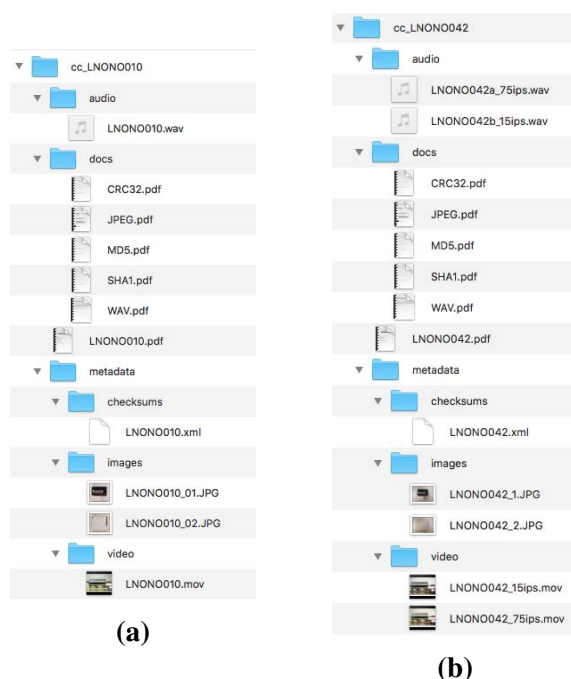 cc_LNONO010
audio
LNONO010.wav
docs
CRC32.pdf
JPEG.pdf
MD5.pdf
SHA1.pdf
WAV.pdf
LNONO010.pdf
metadata
checksums
LNONO010.xml
images
LNONO010_01.JPG
LNONO010_02.JPG
video
LNONO010.mov
(a)
cc_LNONO042
audio
LNONO042a_75ips.wav
LNONO042b_15ips.wav
docs
CRC32.pdf
JPEG.pdf
MD5.pdf
SHA1.pdf
WAV.pdf
LNONO042.pdf
metadata
checksums
LNONO042.xml
images
LNONO042_1.JPG
LNONO042_2.JPG
video
LNONO042_15ips.mov
LNONO042_75ips.mov
(b)